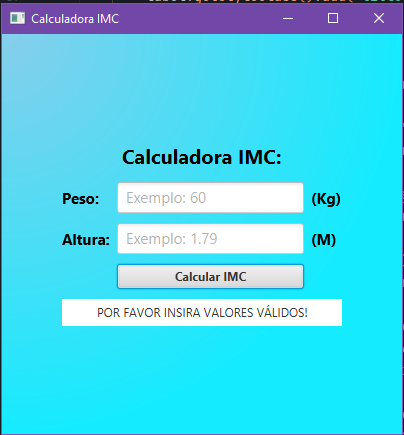 Calculadora IMC
Calculadora IMC:
Peso: Exemplo: 60 (Kg)
Altura: Exemplo: 1.79 (M)
Calcular IMC
POR FAVOR INSIRA VALORES VÁLIDOS!